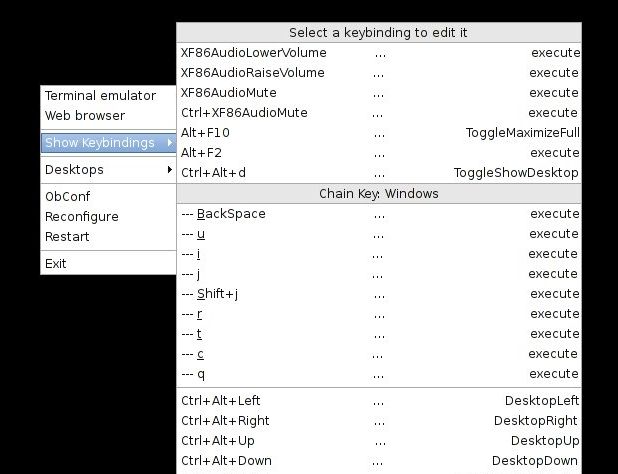 Terminal emulator
Web browser
Show Keybindings
Desktops
ObConf
Reconfigure
Restart
Exit
Select a keybinding to edit it
XF86AudioLowerVolume ... execute
XF86AudioRaiseVolume ... execute
XF86AudioMute ... execute
Ctrl+XF86AudioMute ... execute
Alt+F10 ... ToggleMaximizeFull
Alt+F2 ... execute
Ctrl+Alt+d ... ToggleShowDesktop
Chain Key: Windows
--- BackSpace ... execute
--- u ... execute
--- i ... execute
--- j ... execute
--- Shift+j ... execute
--- r ... execute
--- t ... execute
--- c ... execute
--- q ... execute
Ctrl+Alt+Left ... DesktopLeft
Ctrl+Alt+Right ... DesktopRight
Ctrl+Alt+Up ... DesktopUp
Ctrl+Alt+Down ... DesktopDown